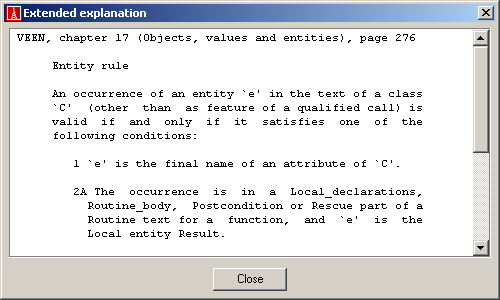 Extended explanation
VEEN, chapter 17 (Objects, values and entities), page 276
Entity rule
An occurrence of an entity `e' in the text of a class
`C' (other than as feature of a qualified call) is
valid if and only if it satisfies one of the
following conditions:
1 `e' is the final name of an attribute of `C'.
2A The occurrence is in a Local_declarations,
Routine_body, Postcondition or Rescue part of a
Routine text for a function, and `e' is the
Local entity Result.
Close